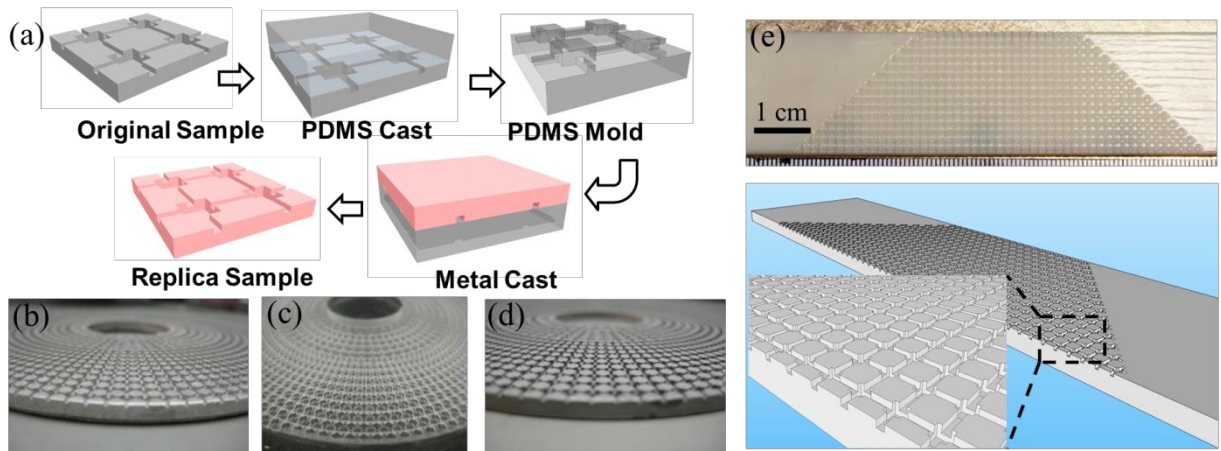 (a)
Original Sample
PDMS Cast
PDMS Mold
Replica Sample
Metal Cast
(b)
(c)
(d)
(e)
1 cm